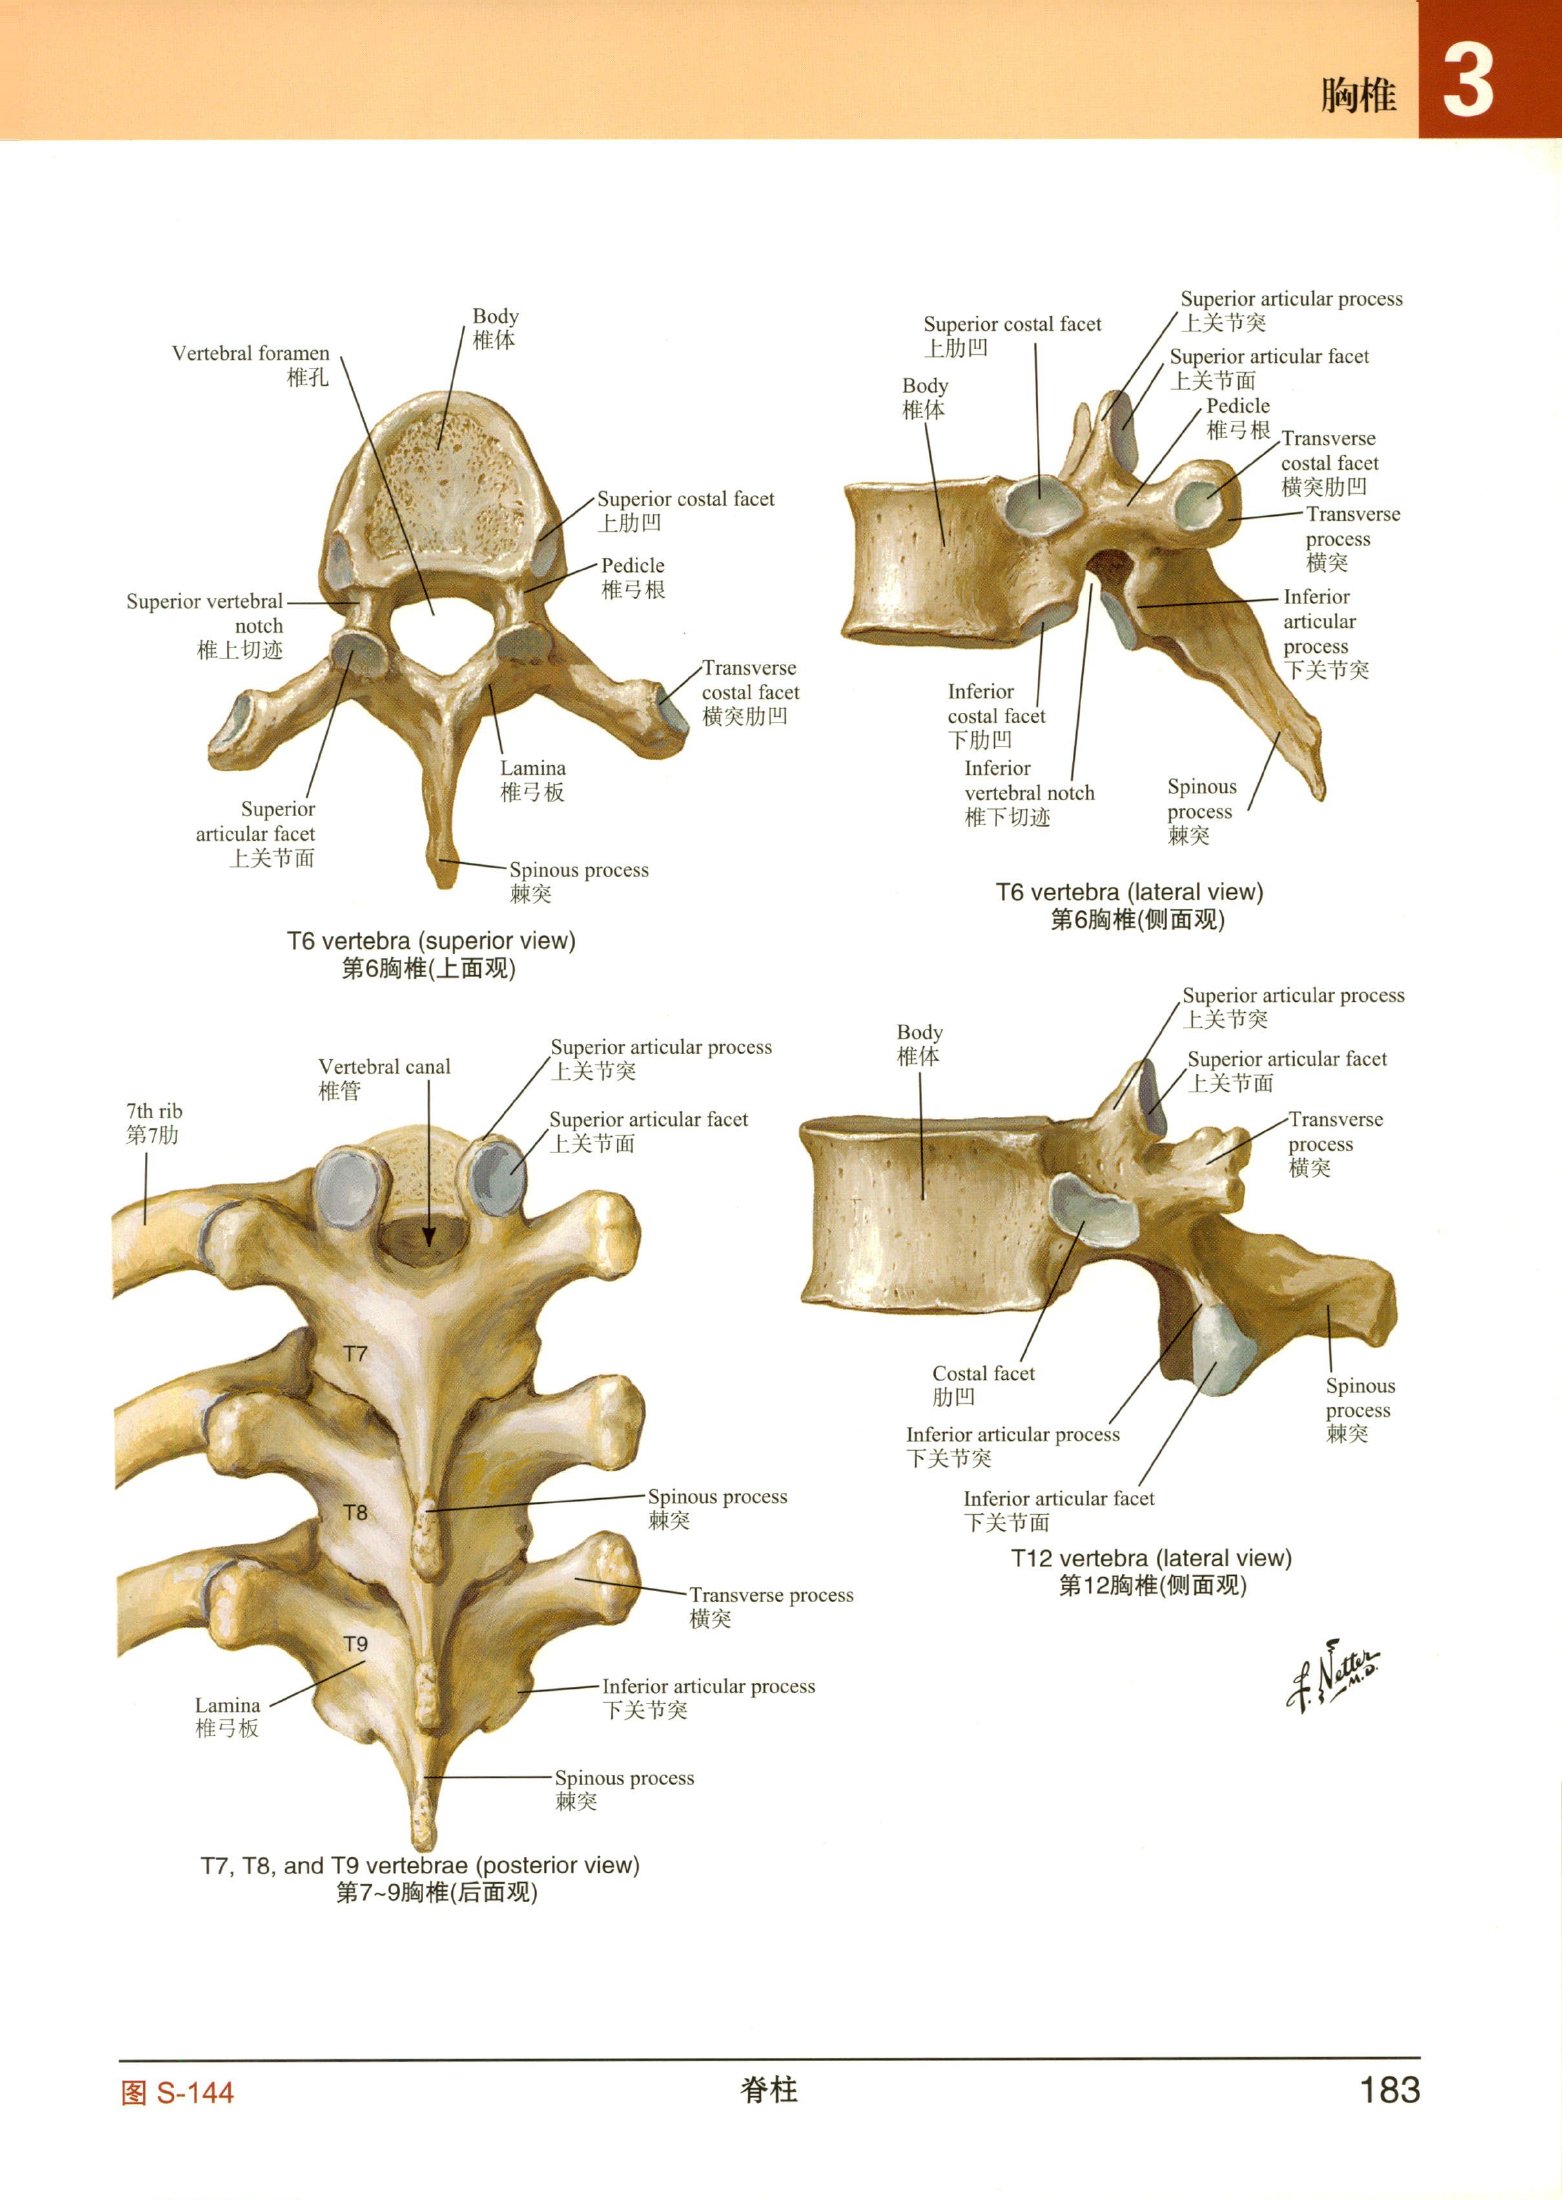 胸椎 3
Body
椎体
Vertebral foramen
椎孔
Superior costal facet
上肋凹
Pedicle
椎弓根
Superior vertebral
notch
椎上切迹
Transverse
costal facet
横突肋凹
Lamina
椎弓板
Superior
articular facet
上关节面
Spinous process
棘突
T6 vertebra (superior view)
第6胸椎(上面观)
Superior articular process
上关节突
Superior costal facet
上肋凹
Superior articular facet
上关节面
Body
椎体
Pedicle
椎弓根
Transverse
costal facet
横突肋凹
Transverse
process
横突
Inferior
articular
process
下关节突
Inferior
costal facet
下肋凹
Inferior
vertebral notch
椎下切迹
Spinous
process
棘突
T6 vertebra (lateral view)
第6胸椎(侧面观)
Superior articular process
上关节突
Vertebral canal
椎管
7th rib
第7肋
Superior articular facet
上关节面
T7
T8
Spinous process
棘突
Transverse process
横突
T9
Inferior articular process
下关节突
Lamina
椎弓板
Spinous process
棘突
T7, T8, and T9 vertebrae (posterior view)
第7~9胸椎(后面观)
Superior articular process
上关节突
Body
椎体
Superior articular facet
上关节面
Transverse
process
横突
Costal facet
肋凹
Spinous
process
棘突
Inferior articular process
下关节突
Inferior articular facet
下关节面
T12 vertebra (lateral view)
第12胸椎(侧面观)
F. Netter
M.D.
图 S-144 脊柱 183